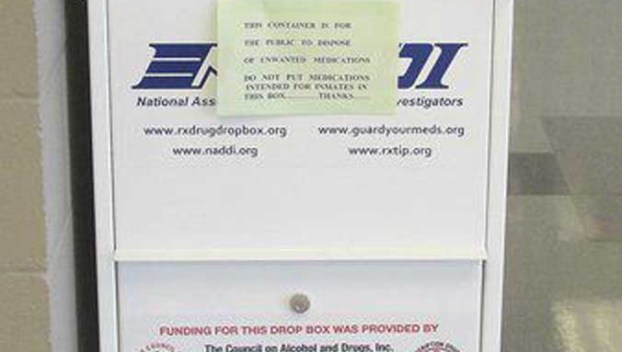 THIS CONTAINER IS FOR
THE PUBLIC TO DISPOSE
OF UNWANTED MEDICATIONS
DO NOT PUT MEDICATIONS
INTENDED FOR INMATES IN
THIS BOX..........THANKS.....
N DI
National Asso vestigators
www.rxdrugdropbox.org www.guardyourmeds.org
www.naddi.org www.rxtip.org
FUNDING FOR THIS DROP BOX WAS PROVIDED BY
The Council on Alcohol and Drugs, Inc.